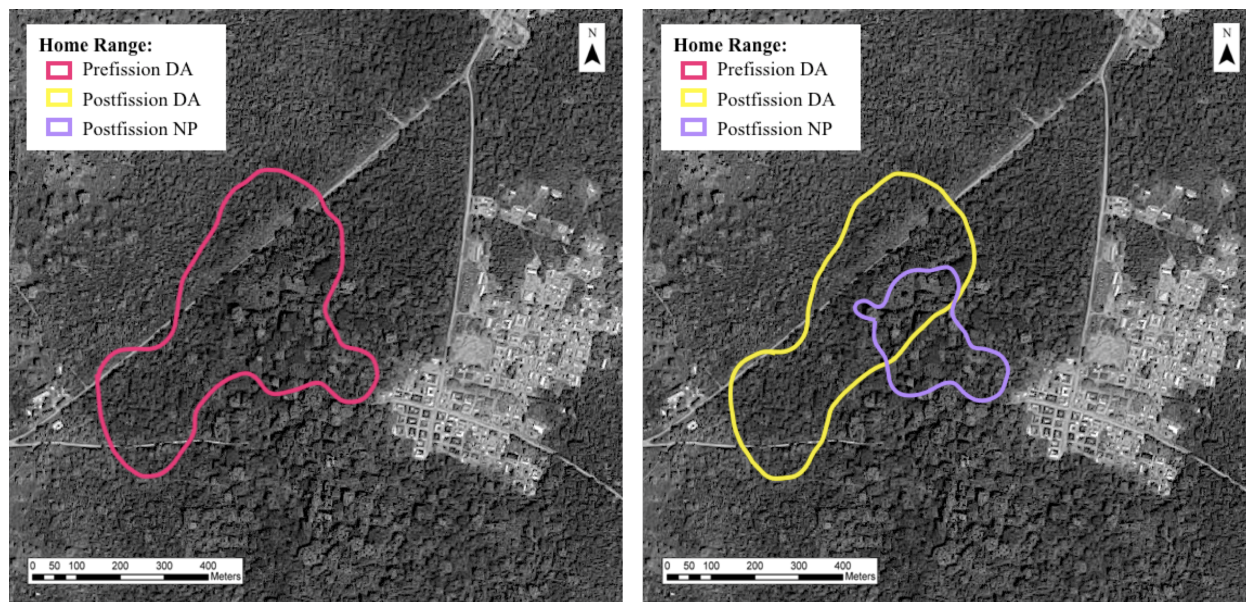 Home Range:
Prefission DA
Postfission DA
Postfission NP
N
0 50 100 200 300 400
Meters
Home Range:
Prefission DA
Postfission DA
Postfission NP
N
0 50 100 200 300 400
Meters